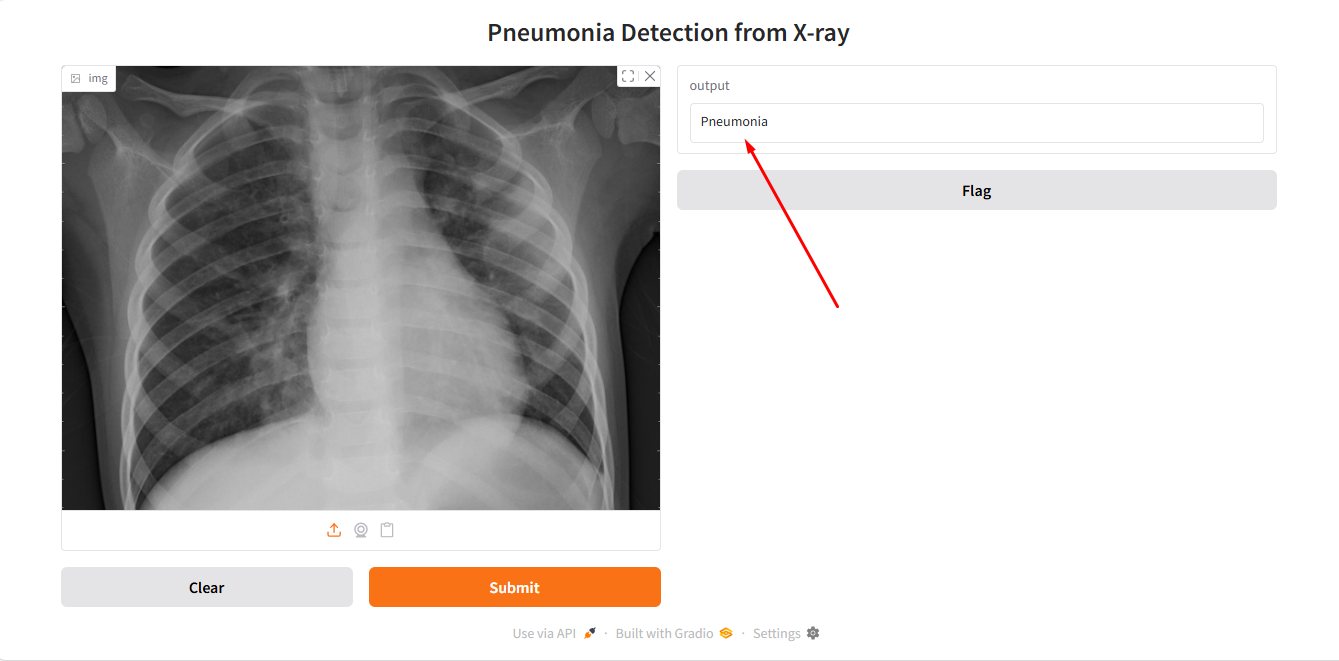 Pneumonia Detection from X-ray
img
output
Pneumonia
Flag
Clear
Submit
Use via API · Built with Gradio · Settings